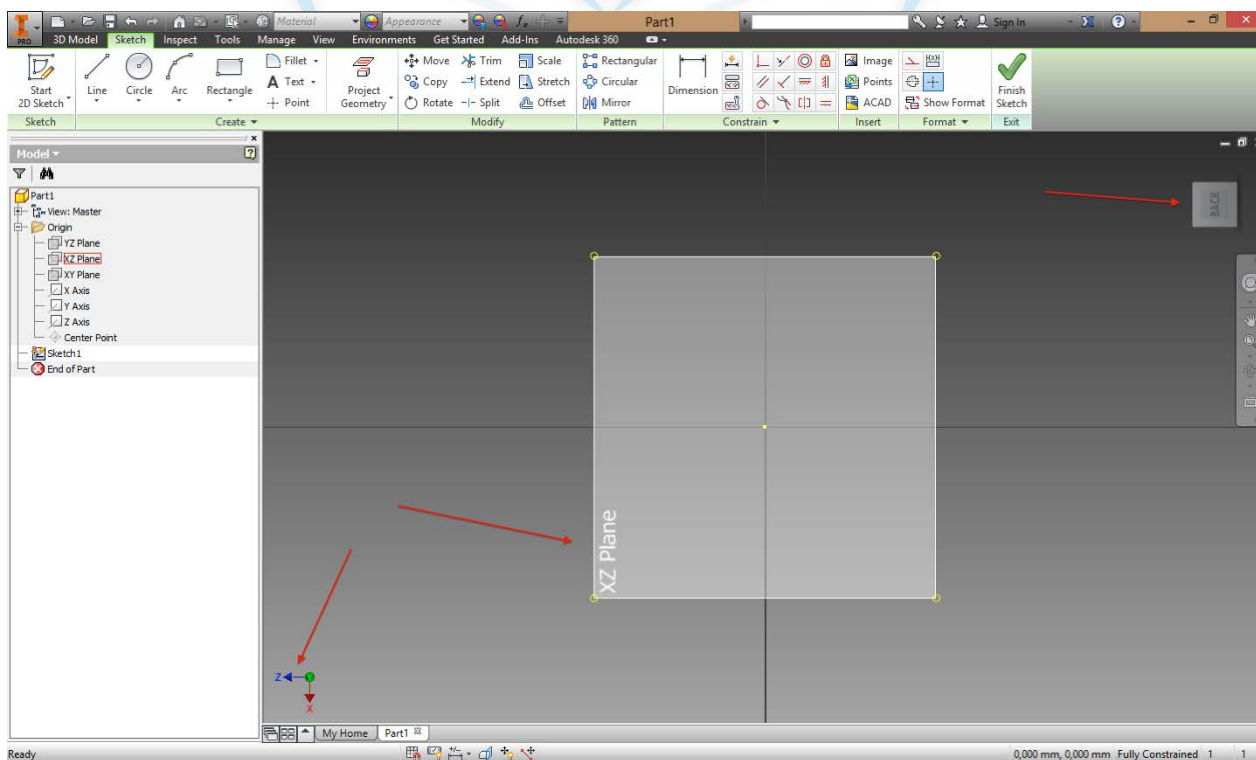 Material Appearance Part1 Sign In
PRO 3D Model Sketch Inspect Tools Manage View Environments Get Started Add-Ins Autodesk 360
Start 2D Sketch Line Circle Arc Rectangle Fillet Text Point Project Geometry Move Copy Rotate Trim Extend Split Scale Stretch Offset Rectangular Circular Mirror Dimension Image Points ACAD Show Format Finish Sketch
Sketch Create Modify Pattern Constrain Insert Format Exit
Model
Part1
View: Master
Origin
YZ Plane
XZ Plane
XY Plane
X Axis
Y Axis
Z Axis
Center Point
Sketch1
End of Part
BACK
XZ Plane
Z
X
My Home Part1
Ready 0,000 mm, 0,000 mm Fully Constrained 1 1